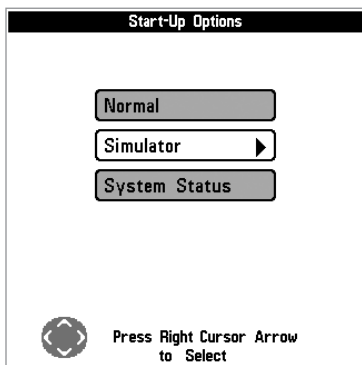 Start-Up Options
Normal
Simulator
System Status
Press Right Cursor Arrow
to Select